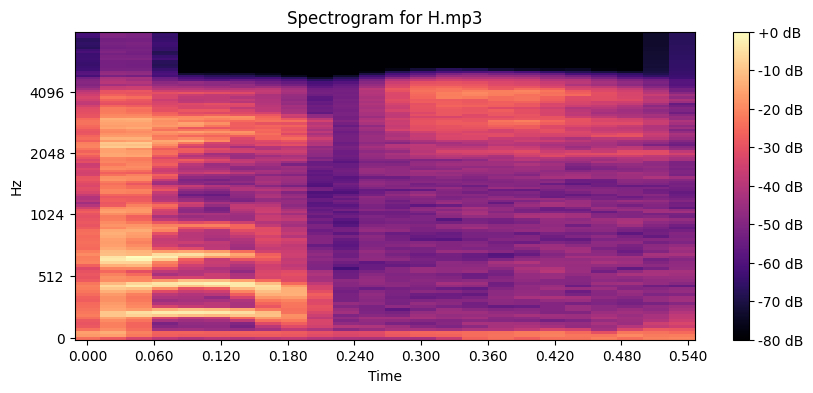 Spectrogram for H.mp3
Hz
4096
2048
1024
512
0
0.000 0.060 0.120 0.180 0.240 0.300 0.360 0.420 0.480 0.540
Time
+0 dB
-10 dB
-20 dB
-30 dB
-40 dB
-50 dB
-60 dB
-70 dB
-80 dB